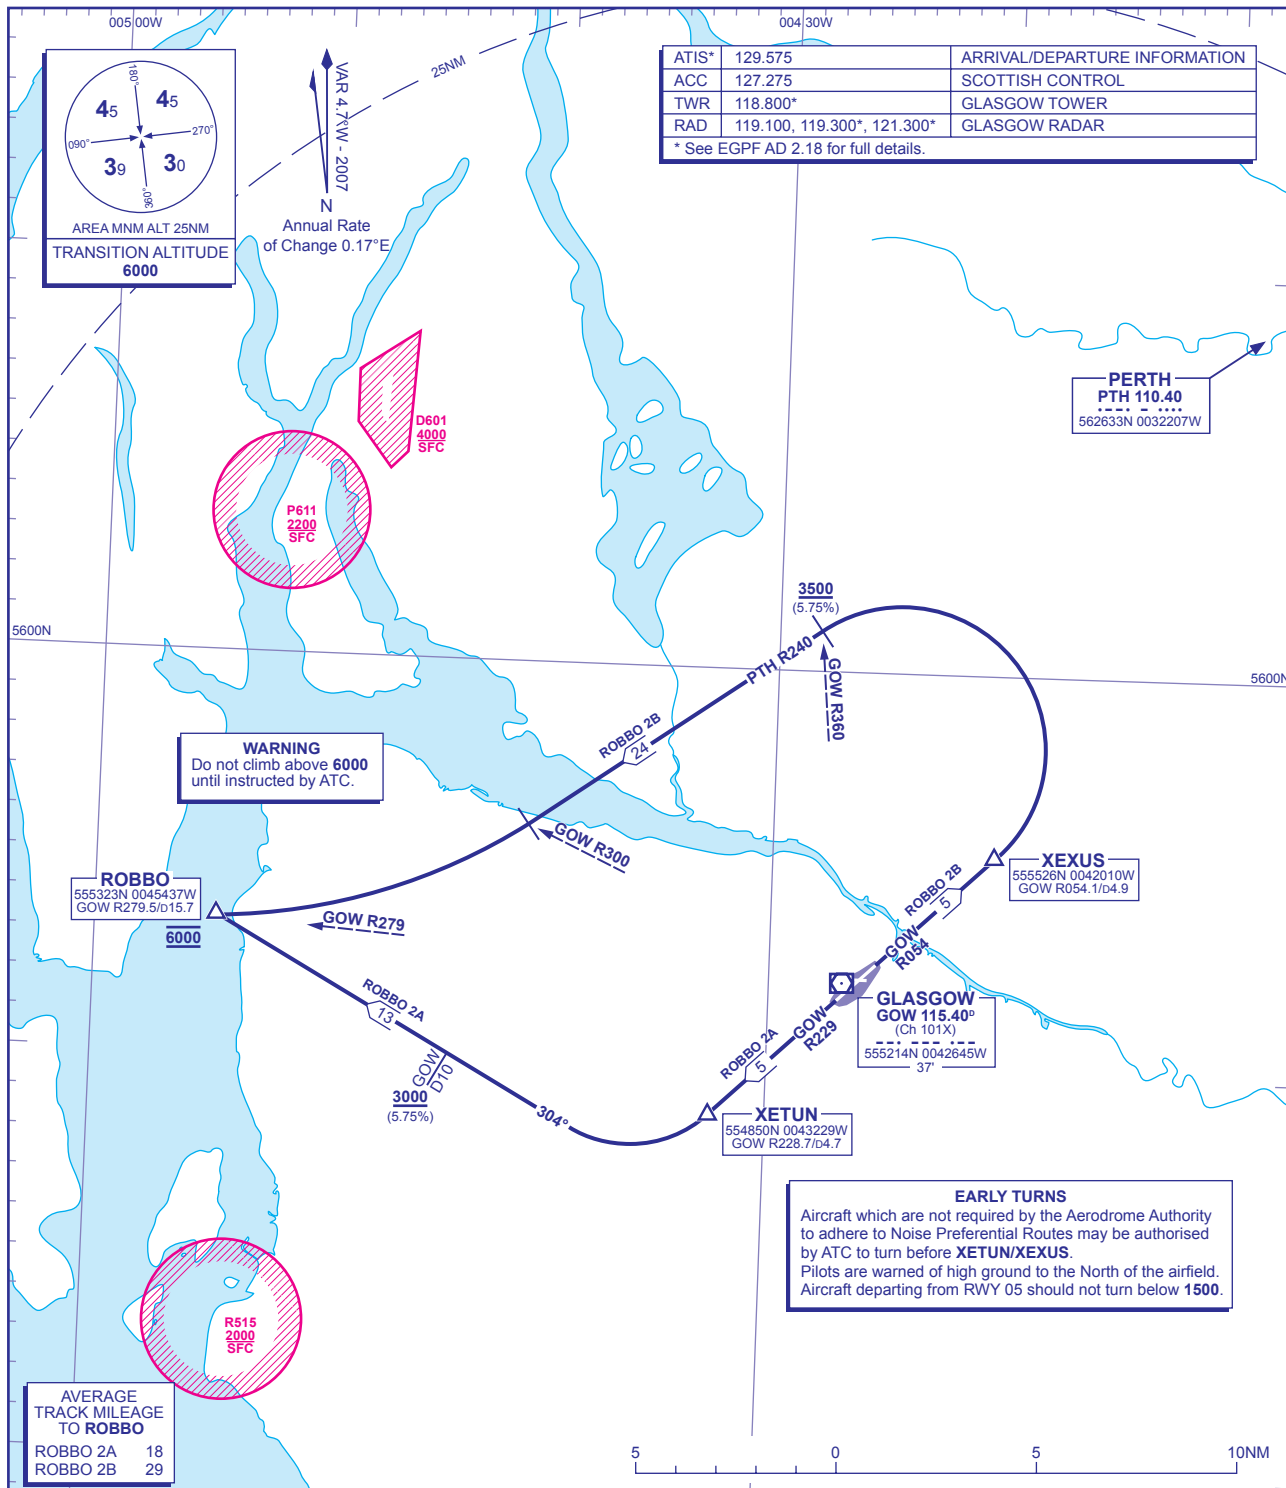 005 00W
004 30W
180°
45
45
090°
270°
39
30
360°
AREA MNM ALT 25NM
TRANSITION ALTITUDE
6000
VAR 4.7°W - 2007
N
Annual Rate
of Change 0.17°E
25NM
ATIS* 129.575 ARRIVAL/DEPARTURE INFORMATION
ACC 127.275 SCOTTISH CONTROL
TWR 118.800* GLASGOW TOWER
RAD 119.100, 119.300*, 121.300* GLASGOW RADAR
* See EGPF AD 2.18 for full details.
PERTH
PTH 110.40
562633N 0032207W
D601
4000
SFC
P611
2200
SFC
3500
(5.75%)
5600N
5600N
PTH R240
GOW R360
ROBBO 2B
24
WARNING
Do not climb above 6000
until instructed by ATC.
GOW R300
XEXUS
555526N 0042010W
GOW R054.1/D4.9
ROBBO
555323N 0045437W
GOW R279.5/D15.7
6000
GOW R279
ROBBO 2B
5
GOW
R054
GLASGOW
GOW 115.40D
(Ch 101X)
555214N 0042645W
37'
ROBBO 2A
13
GOW
D10
3000
(5.75%)
GOW
R229
ROBBO 2A
5
304°
XETUN
554850N 0043229W
GOW R228.7/D4.7
EARLY TURNS
Aircraft which are not required by the Aerodrome Authority
to adhere to Noise Preferential Routes may be authorised
by ATC to turn before XETUN/XEXUS.
Pilots are warned of high ground to the North of the airfield.
Aircraft departing from RWY 05 should not turn below 1500.
R515
2000
SFC
AVERAGE
TRACK MILEAGE
TO ROBBO
ROBBO 2A 18
ROBBO 2B 29
5 0 5 10NM